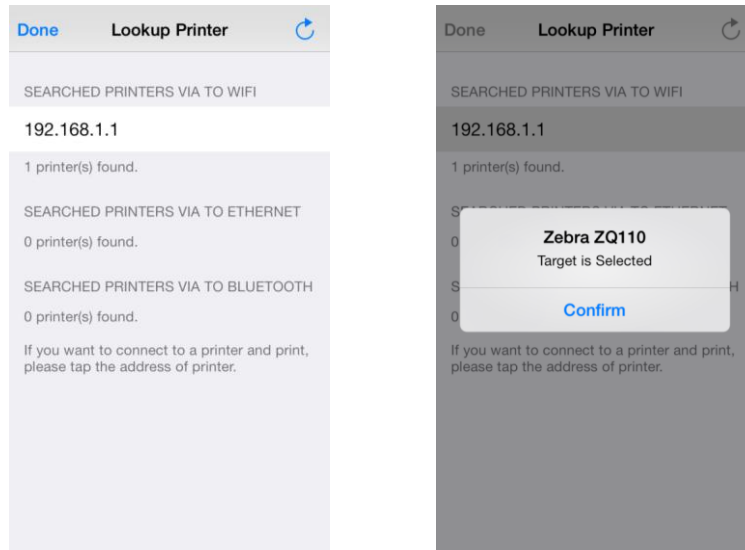 Done Lookup Printer
SEARCHED PRINTERS VIA TO WIFI
192.168.1.1
1 printer(s) found.
SEARCHED PRINTERS VIA TO ETHERNET
0 printer(s) found.
SEARCHED PRINTERS VIA TO BLUETOOTH
0 printer(s) found.
If you want to connect to a printer and print,
please tap the address of printer.
Done Lookup Printer
SEARCHED PRINTERS VIA TO WIFI
192.168.1.1
1 printer(s) found.
0
Zebra ZQ110
Target is Selected
S H
Confirm
0
If you want to connect to a printer and print,
please tap the address of printer.